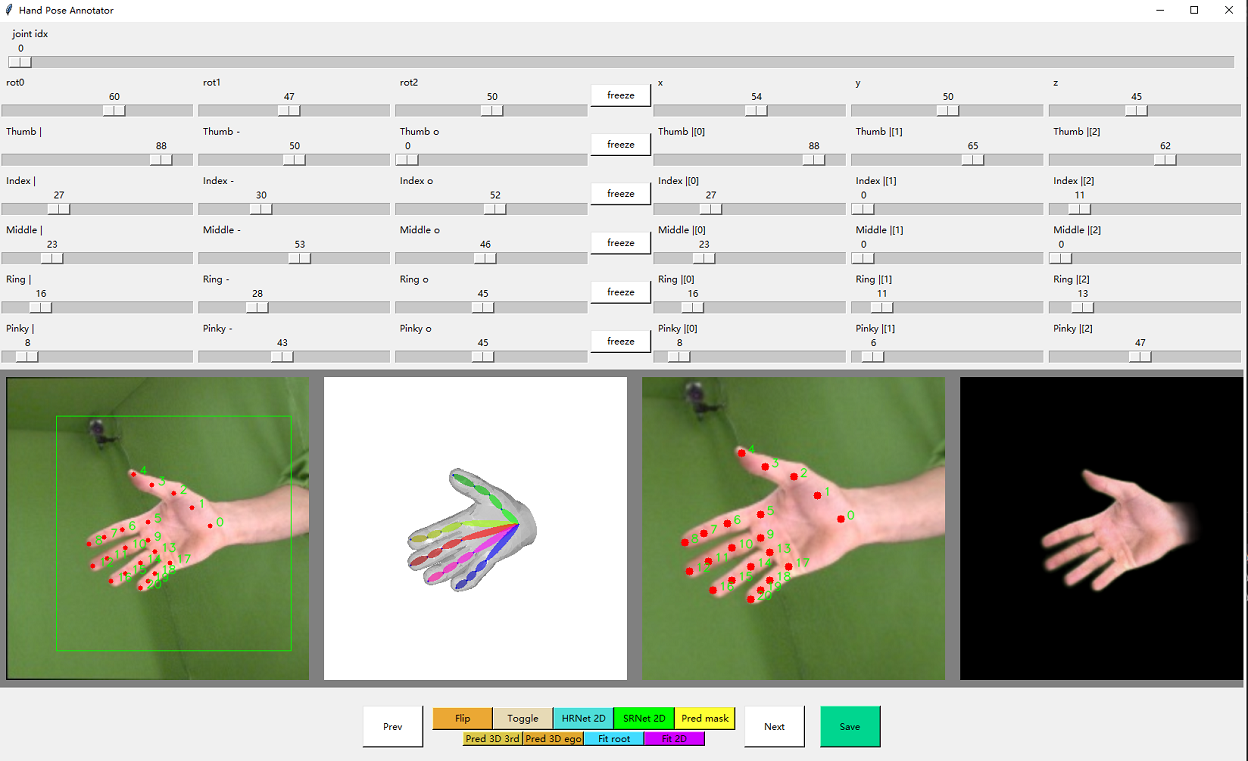 Hand Pose Annotator
joint idx
0
rot0 rot1 rot2 freeze x y z
60 47 50 54 50 45
Thumb | Thumb - Thumb o freeze Thumb |[0] Thumb |[1] Thumb |[2]
88 50 0 88 65 62
Index | Index - Index o freeze Index |[0] Index |[1] Index |[2]
27 30 52 27 0 11
Middle | Middle - Middle o freeze Middle |[0] Middle |[1] Middle |[2]
23 53 46 23 0 0
Ring | Ring - Ring o freeze Ring |[0] Ring |[1] Ring |[2]
16 28 45 16 11 13
Pinky | Pinky - Pinky o freeze Pinky |[0] Pinky |[1] Pinky |[2]
8 43 45 8 6 47
4
3
2
1
0
5
6
7
8
9
10
13
14
17
18
4
3
2
1
0
5
6
7
8
9
10
11
13
14
15
16
17
18
19
20
Prev Flip Toggle HRNet 2D SRNet 2D Pred mask Next Save
Pred 3D 3rd Pred 3D ego Fit root Fit 2D